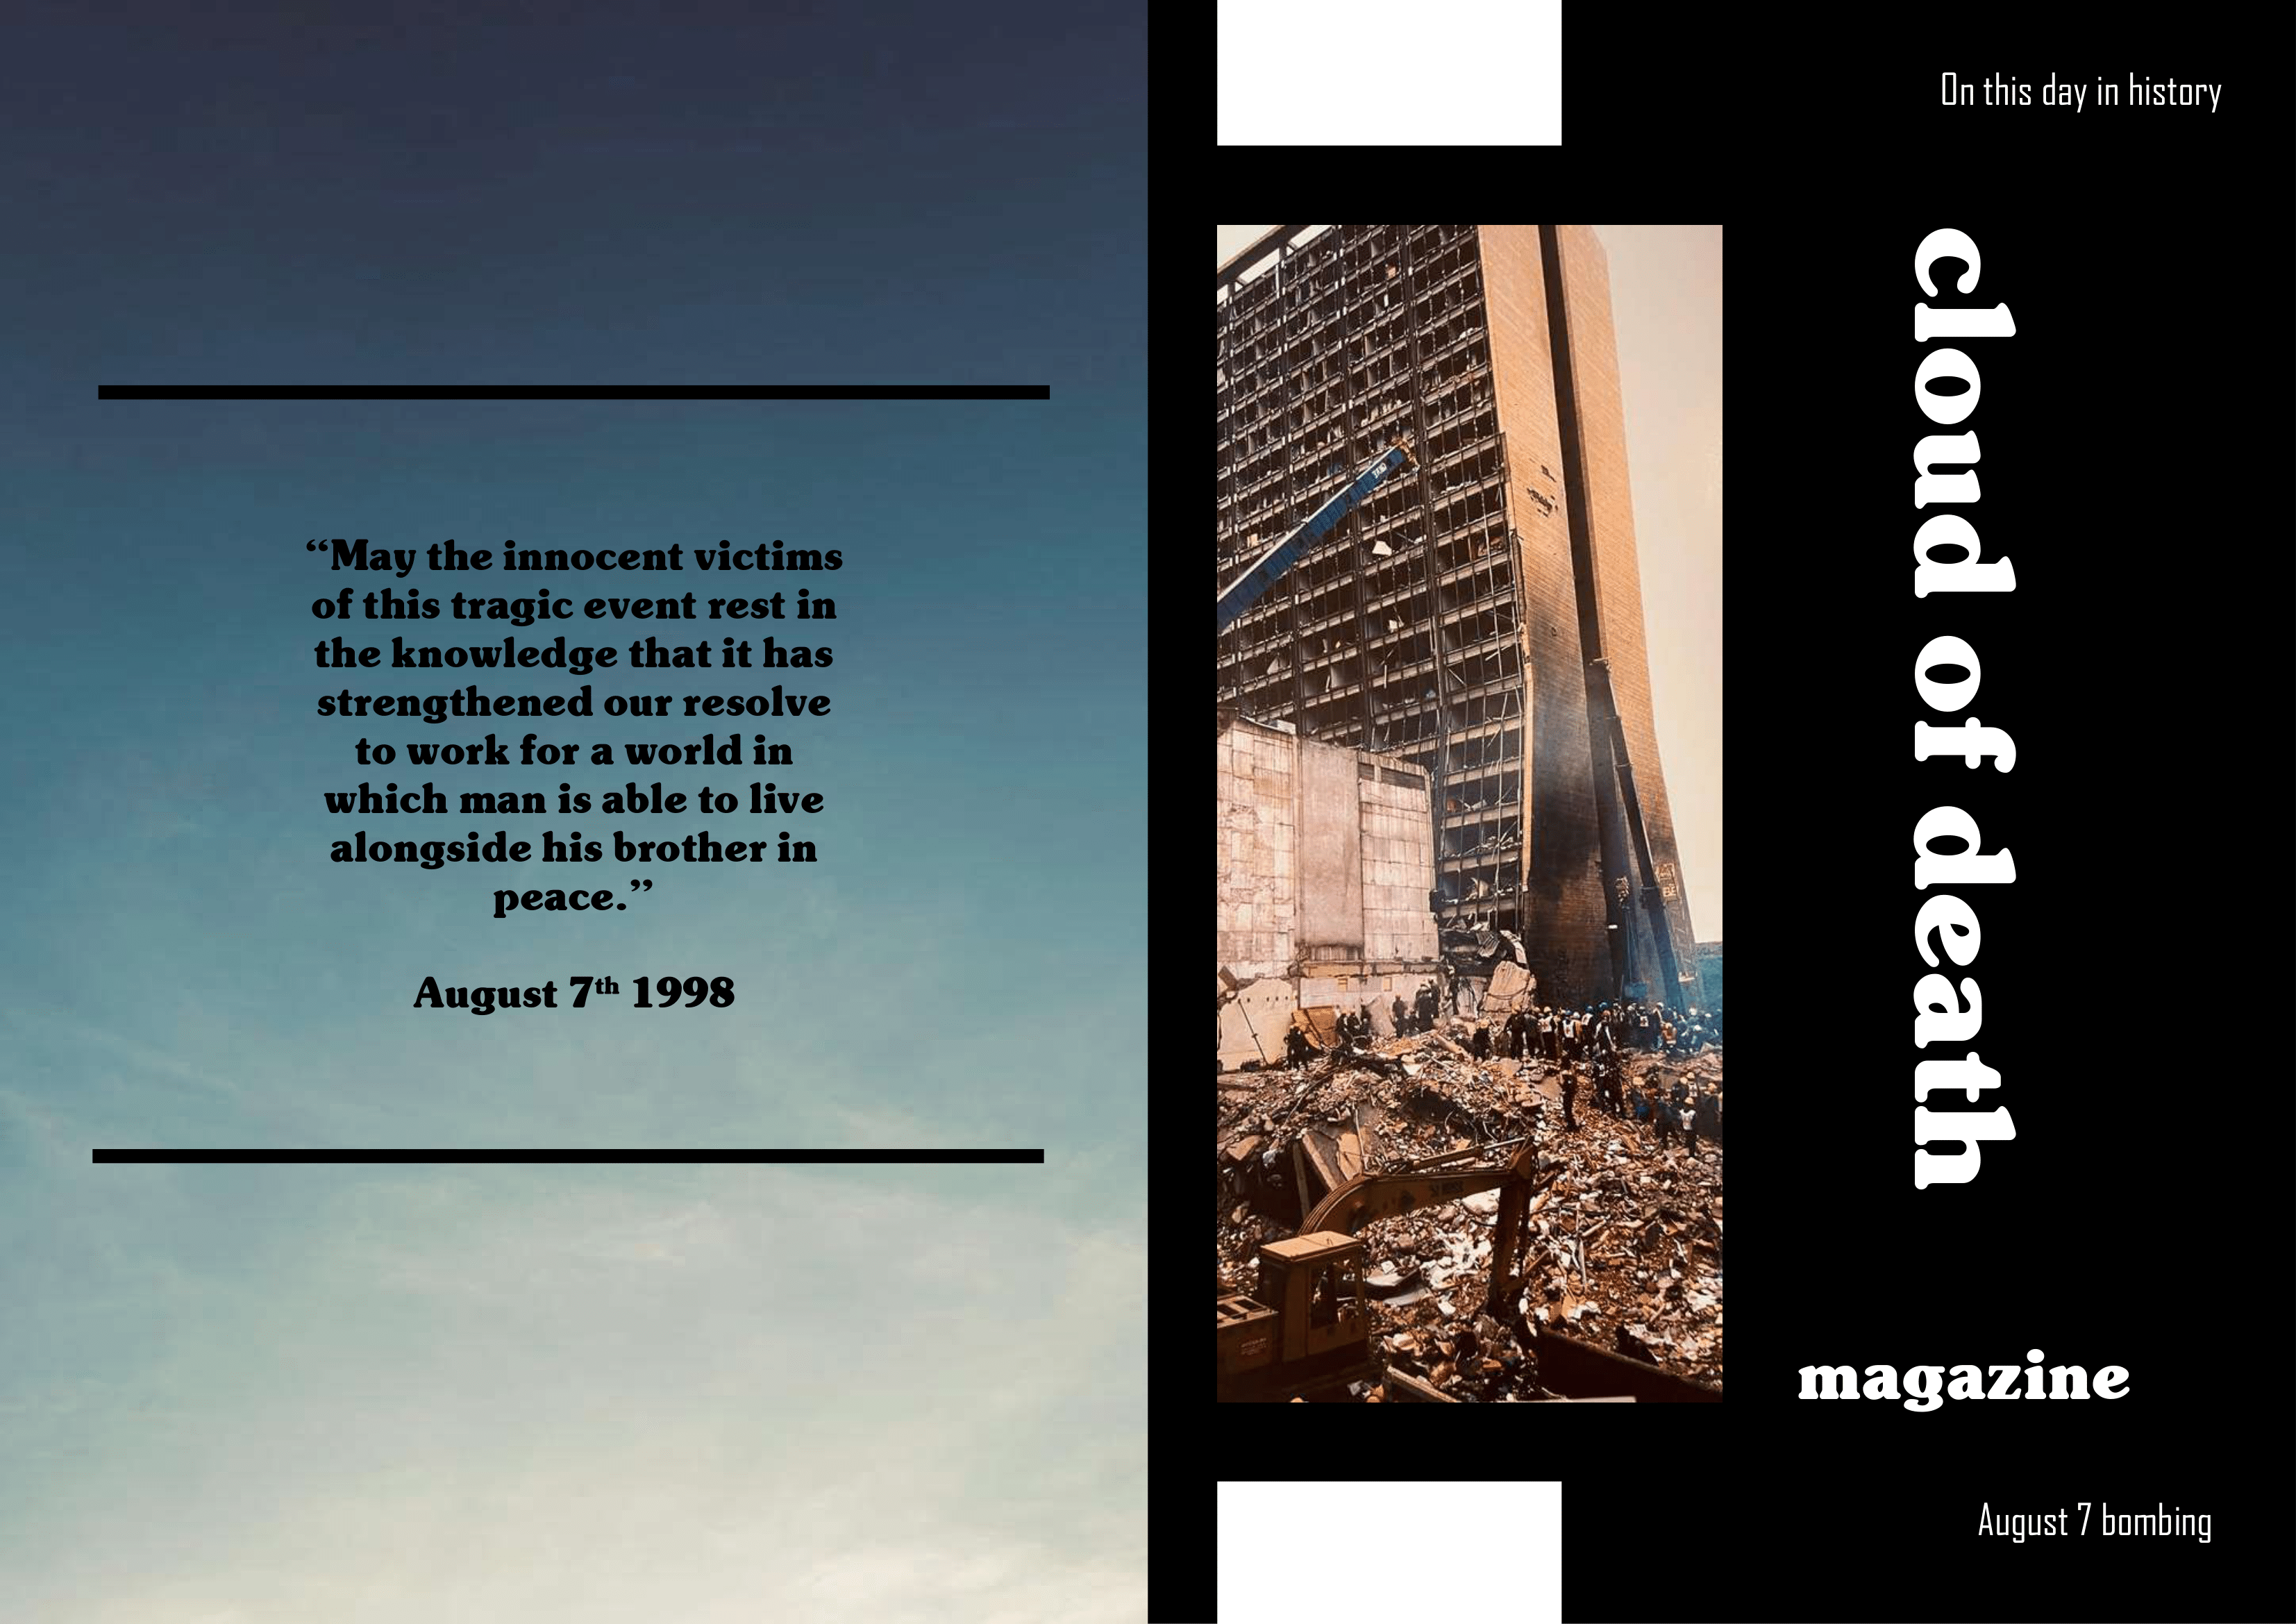 “May the innocent victims
of this tragic event rest in
the knowledge that it has
strengthened our resolve
to work for a world in
which man is able to live
alongside his brother in
peace.”
August 7th 1998
On this day in history
cloud of death
magazine
August 7 bombing